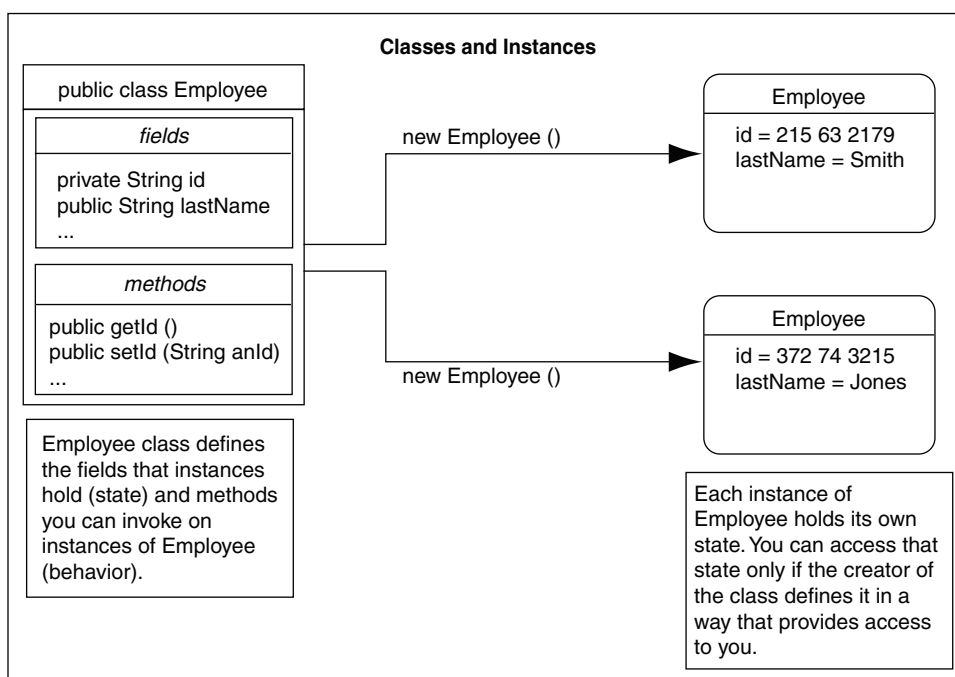 Classes and Instances
public class Employee
fields
private String id
public String lastName
...
methods
public getId ()
public setId (String anId)
...
Employee class defines
the fields that instances
hold (state) and methods
you can invoke on
instances of Employee
(behavior).
new Employee ()
new Employee ()
Employee
id = 215 63 2179
lastName = Smith
Employee
id = 372 74 3215
lastName = Jones
Each instance of
Employee holds its own
state. You can access that
state only if the creator of
the class defines it in a
way that provides access
to you.